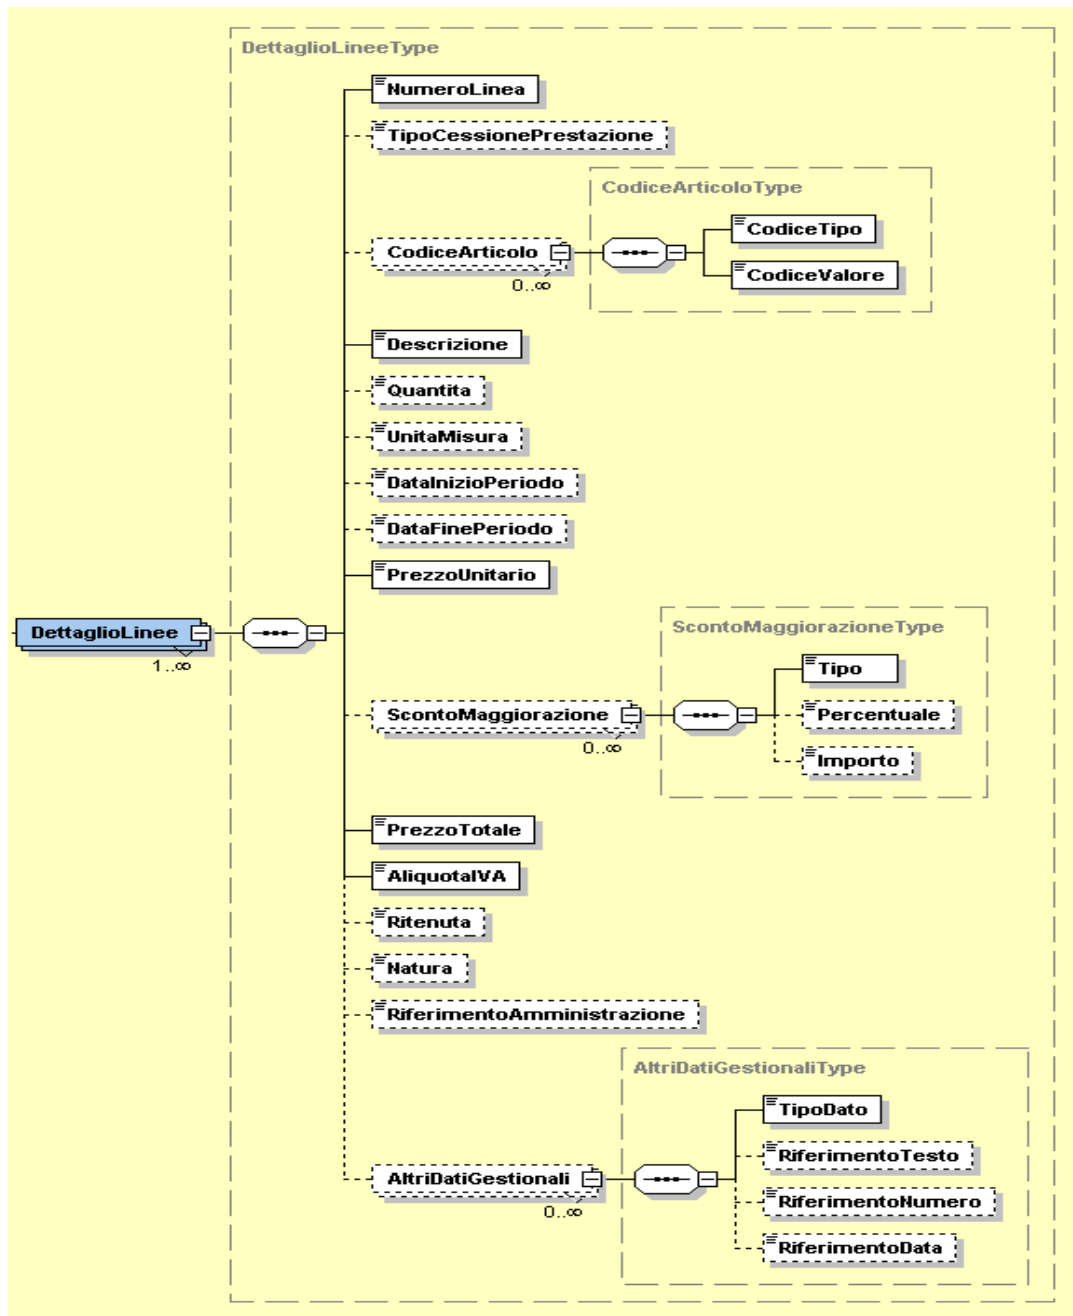 DettaglioLineeType
NumeroLinea
TipoCessionePrestazione
CodiceArticoloType
CodiceTipo
CodiceArticolo
CodiceValore
0..∞
Descrizione
Quantita
UnitaMisura
DataInizioPeriodo
DataFinePeriodo
PrezzoUnitario
DettaglioLinee
1..∞
ScontoMaggiorazioneType
Tipo
ScontoMaggiorazione
Percentuale
0..∞
Importo
PrezzoTotale
AliquotaIVA
Ritenuta
Natura
RiferimentoAmministrazione
AltriDatiGestionaliType
TipoDato
RiferimentoTesto
AltriDatiGestionali
RiferimentoNumero
0..∞
RiferimentoData